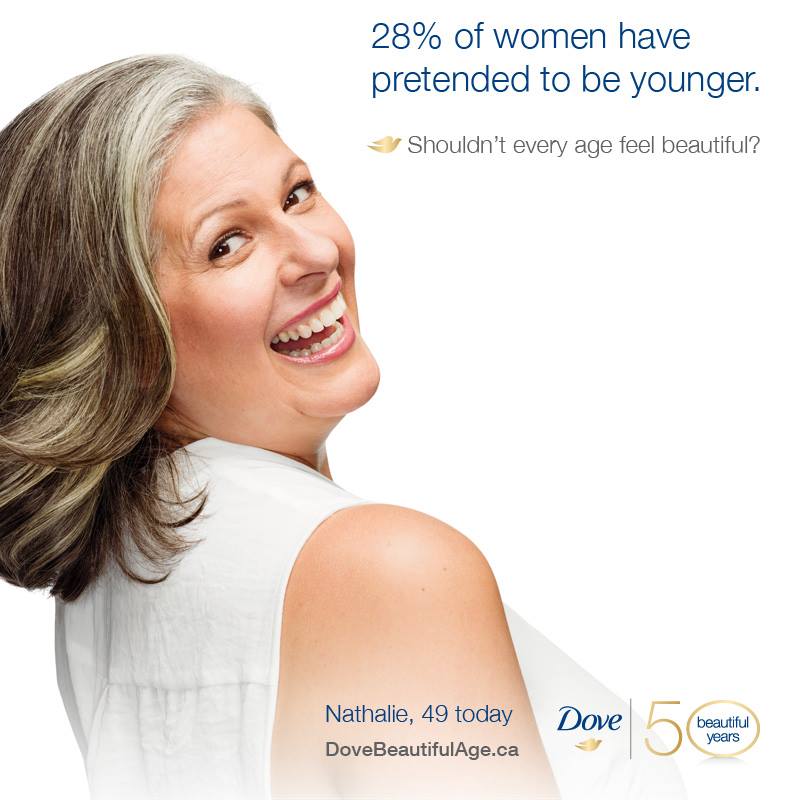 28% of women have
pretended to be younger.
Shouldn't every age feel beautiful?
Nathalie, 49 today
DoveBeautifulAge.ca
Dove
50
beautiful
years